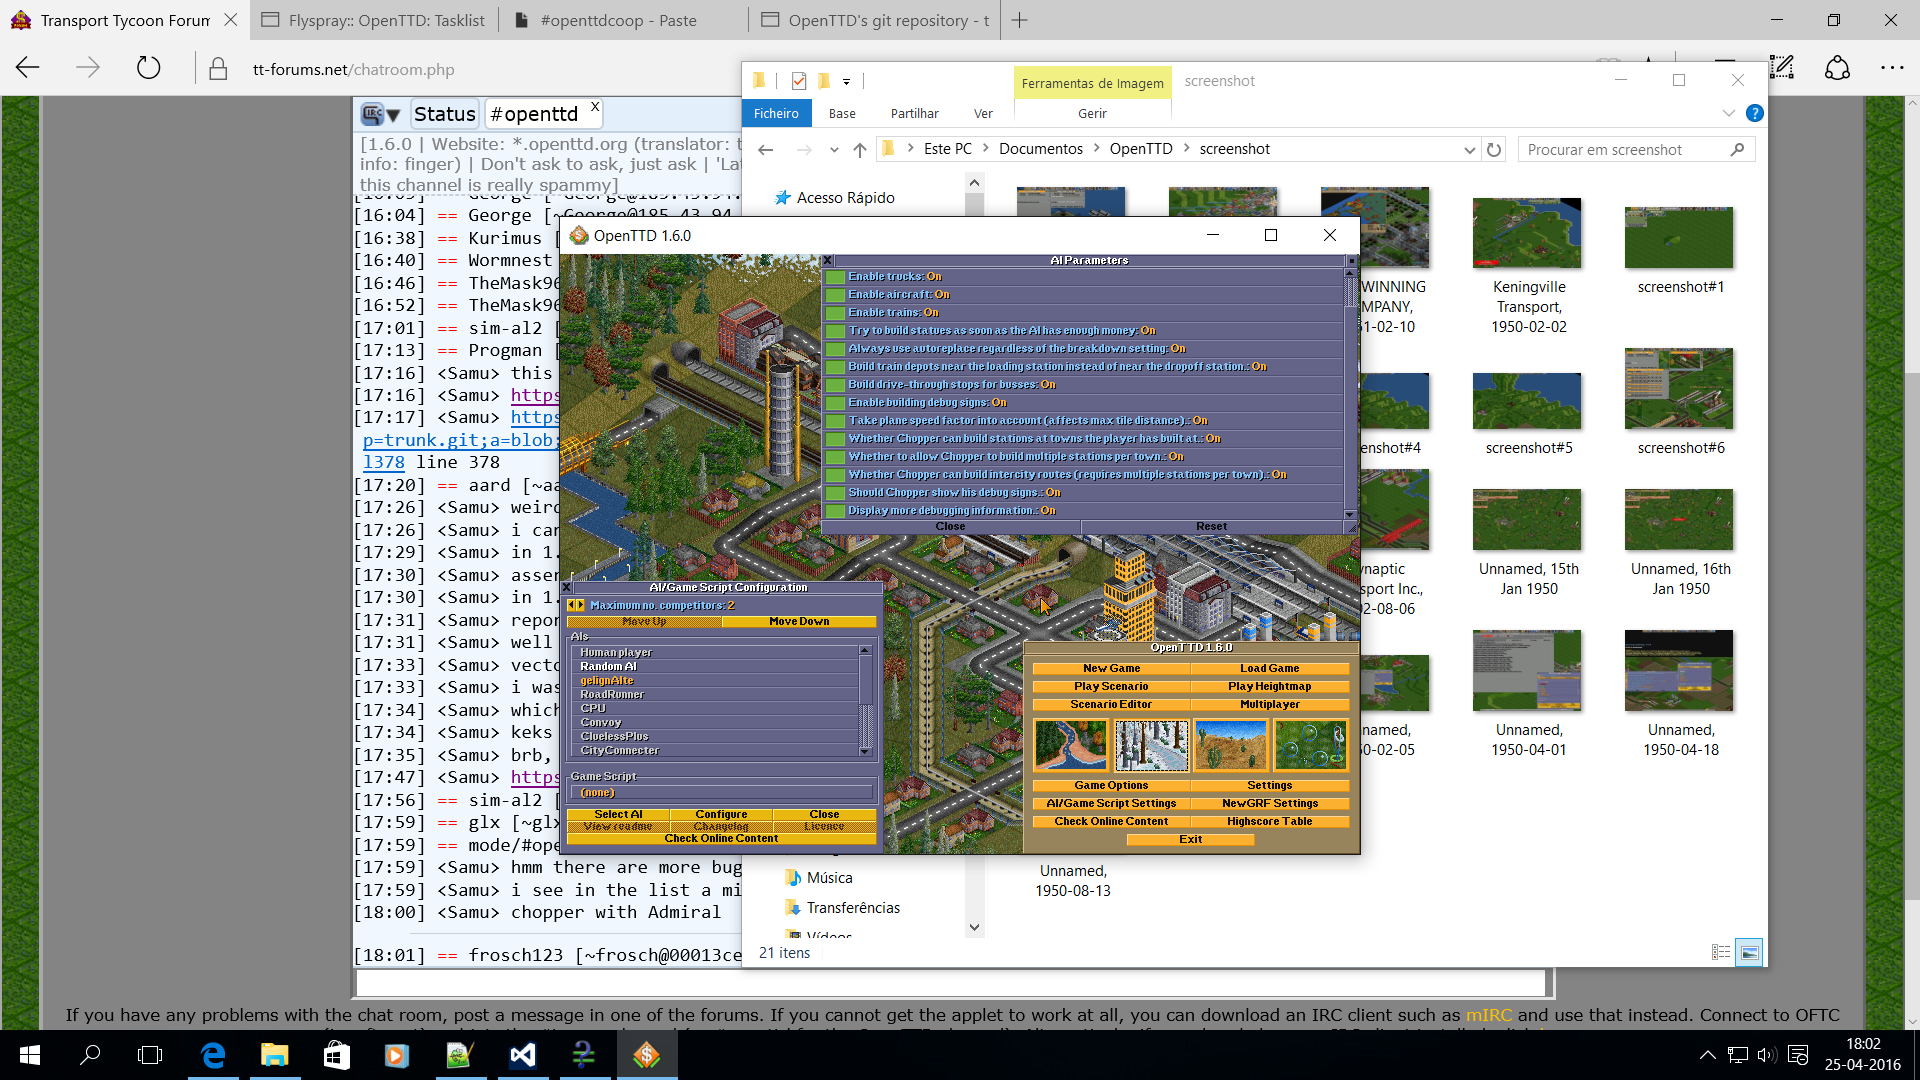 Transport Tycoon Forum
Flyspray:: OpenTTD: Tasklist
#openttdcoop - Paste
OpenTTD's git repository - t
tt-forums.net/chatroom.php
Status
#openttd
x
[1.6.0 | Website: *.openttd.org (translator: t
info: finger) | Don't ask to ask, just ask | 'La
this channel is really spammy]
[16:04] == George [~George@185.43.94.
[16:38] == Kurimus [
[16:40] == Wormnest
[16:46] == TheMask96
[16:52] == TheMask96
[17:01] == sim-al2 [
[17:13] == Progman [
[17:16] <Samu> this
[17:16] <Samu> https
[17:17] <Samu> https
p=trunk.git;a=blob;
l378 line 378
[17:20] == aard [~aa
[17:26] <Samu> weird
[17:26] <Samu> i can
[17:29] <Samu> in 1.
[17:30] <Samu> asser
[17:30] <Samu> in 1.
[17:31] <Samu> repor
[17:31] <Samu> well
[17:33] <Samu> vecto
[17:33] <Samu> i was
[17:34] <Samu> which
[17:34] <Samu> keks
[17:35] <Samu> brb,
[17:47] <Samu> https
[17:56] == sim-al2 [
[17:59] == glx [~glx
[17:59] == mode/#ope
[17:59] <Samu> hmm there are more bug
[17:59] <Samu> i see in the list a mi
[18:00] <Samu> chopper with Admiral
[18:01] == frosch123 [~frosch@00013ce
If you have any problems with the chat room, post a message in one of the forums. If you cannot get the applet to work at all, you can download an IRC client such as mIRC and use that instead. Connect to OFTC
Ferramentas de Imagem
screenshot
Ficheiro
Base
Partilhar
Ver
Gerir
Este PC
Documentos
OpenTTD
screenshot
Procurar em screenshot
Acesso Rápido
WINNING
MPANY,
1-02-10
Keningville
Transport,
1950-02-02
screenshot#1
enshot#4
screenshot#5
screenshot#6
ynaptic
sport Inc.,
2-08-06
Unnamed, 15th
Jan 1950
Unnamed, 16th
Jan 1950
named,
0-02-05
Unnamed,
1950-04-01
Unnamed,
1950-04-18
Unnamed,
1950-08-13
Música
Transferências
Vídeos
21 itens
OpenTTD 1.6.0
AI Parameters
Enable trucks: On
Enable aircraft: On
Enable trains: On
Try to build statues as soon as the AI has enough money: On
Always use autoreplace regardless of the breakdown setting: On
Build train depots near the loading station instead of near the dropoff station.: On
Build drive-through stops for busses: On
Enable building debug signs: On
Take plane speed factor into account (affects max tile distance).: On
Whether Chopper can build stations at towns the player has built at.: On
Whether to allow Chopper to build multiple stations per town.: On
Whether Chopper can build intercity routes (requires multiple stations per town).: On
Should Chopper show his debug signs.: On
Display more debugging information.: On
Close
Reset
AI/Game Script Configuration
Maximum no. competitors: 2
Move Up
Move Down
AIs
Human player
Random AI
gelignAIte
RoadRunner
CPU
Convoy
CluelessPlus
CityConnecter
Game Script
(none)
Select AI
Configure
Close
View readme
Changelog
Licence
Check Online Content
OpenTTD 1.6.0
New Game
Load Game
Play Scenario
Play Heightmap
Scenario Editor
Multiplayer
Game Options
Settings
AI/Game Script Settings
NewGRF Settings
Check Online Content
Highscore Table
Exit
18:02
25-04-2016